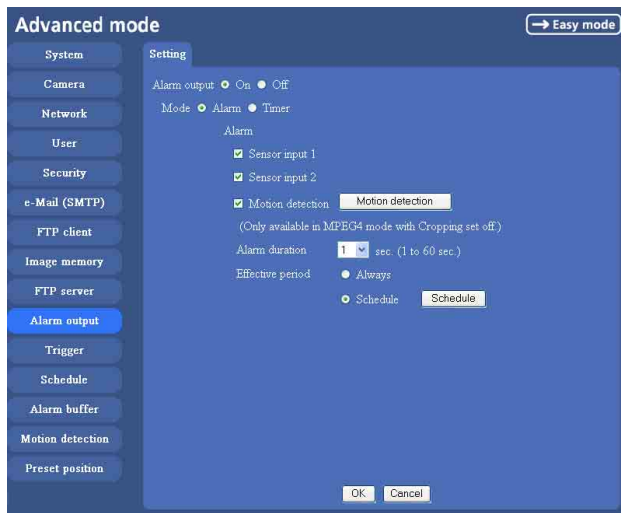 Advanced mode
Easy mode
System
Camera
Network
User
Security
e-Mail (SMTP)
FTP client
Image memory
FTP server
Alarm output
Trigger
Schedule
Alarm buffer
Motion detection
Preset position
Setting
Alarm output On Off
Mode Alarm Timer
Alarm
Sensor input 1
Sensor input 2
Motion detection Motion detection
(Only available in MPEG4 mode with Cropping set off.)
Alarm duration 1 sec. (1 to 60 sec.)
Effective period Always
Schedule Schedule
OK Cancel